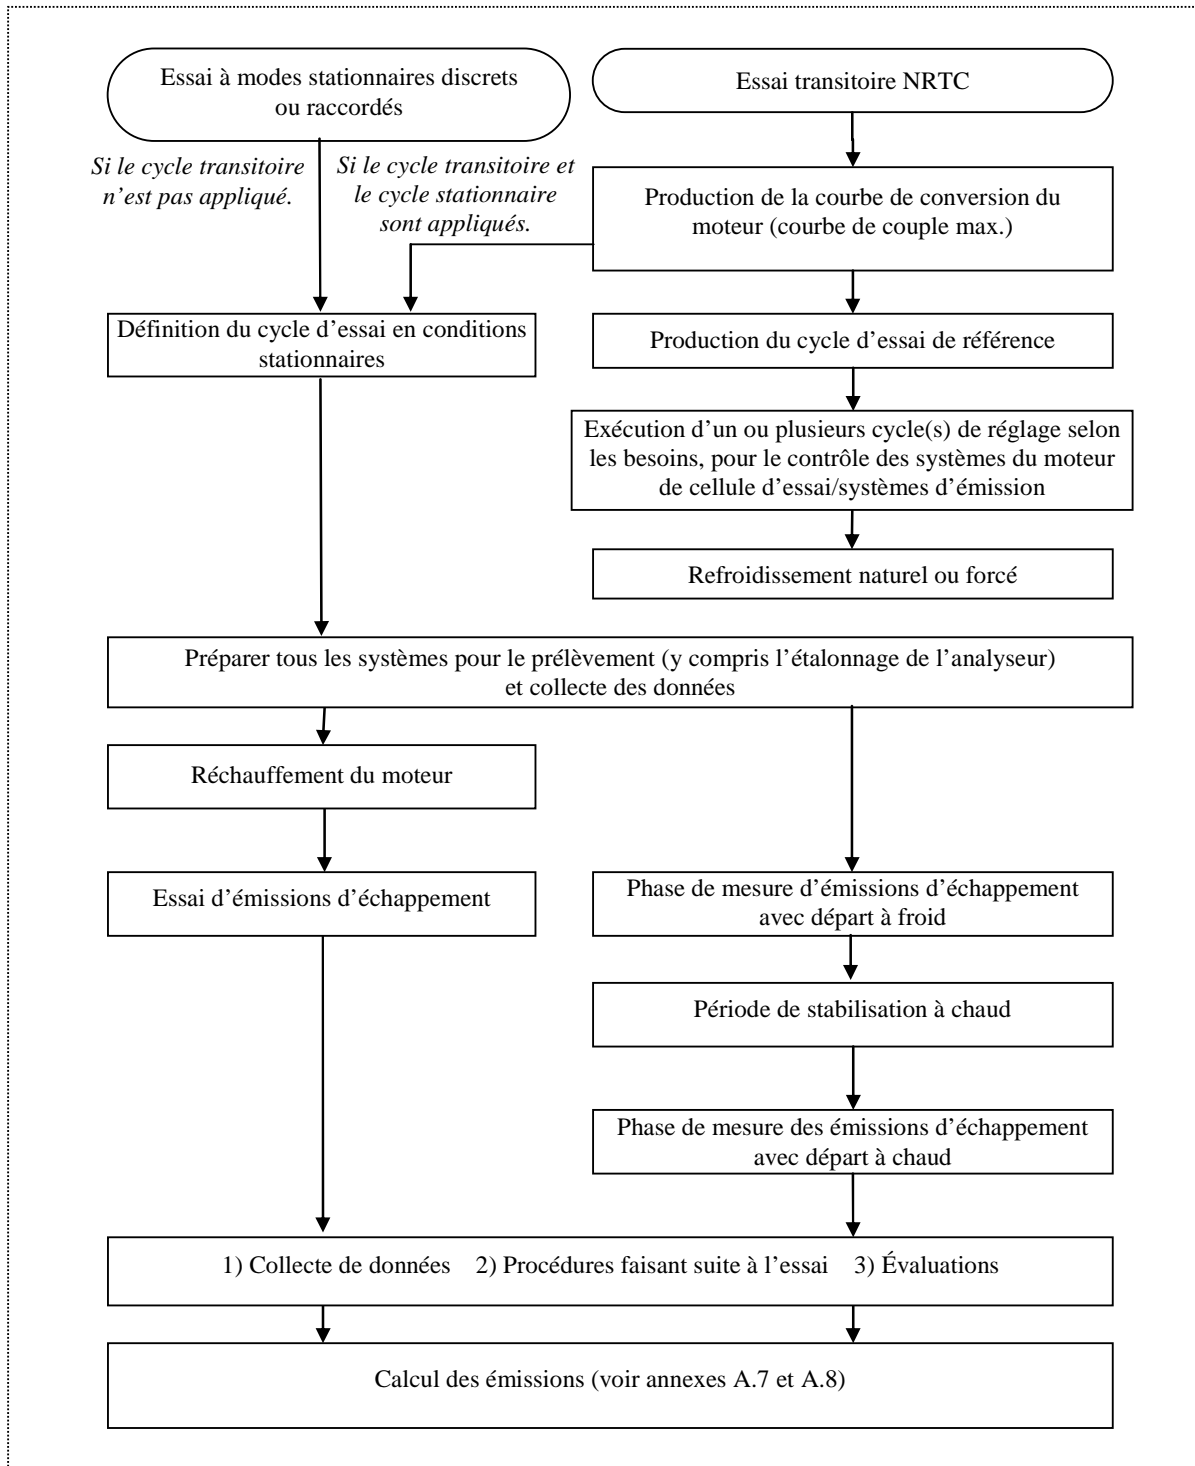 Essai à modes stationnaires discrets
ou raccordés
Essai transitoire NRTC
Si le cycle transitoire
n’est pas appliqué.
Si le cycle transitoire et
le cycle stationnaire
sont appliqués.
Production de la courbe de conversion du
moteur (courbe de couple max.)
Définition du cycle d’essai en conditions
stationnaires
Production du cycle d’essai de référence
Exécution d’un ou plusieurs cycle(s) de réglage selon
les besoins, pour le contrôle des systèmes du moteur
de cellule d’essai/systèmes d’émission
Refroidissement naturel ou forcé
Préparer tous les systèmes pour le prélèvement (y compris l’étalonnage de l’analyseur)
et collecte des données
Réchauffement du moteur
Essai d’émissions d’échappement
Phase de mesure d’émissions d’échappement
avec départ à froid
Période de stabilisation à chaud
Phase de mesure des émissions d’échappement
avec départ à chaud
1) Collecte de données 2) Procédures faisant suite à l’essai 3) Évaluations
Calcul des émissions (voir annexes A.7 et A.8)